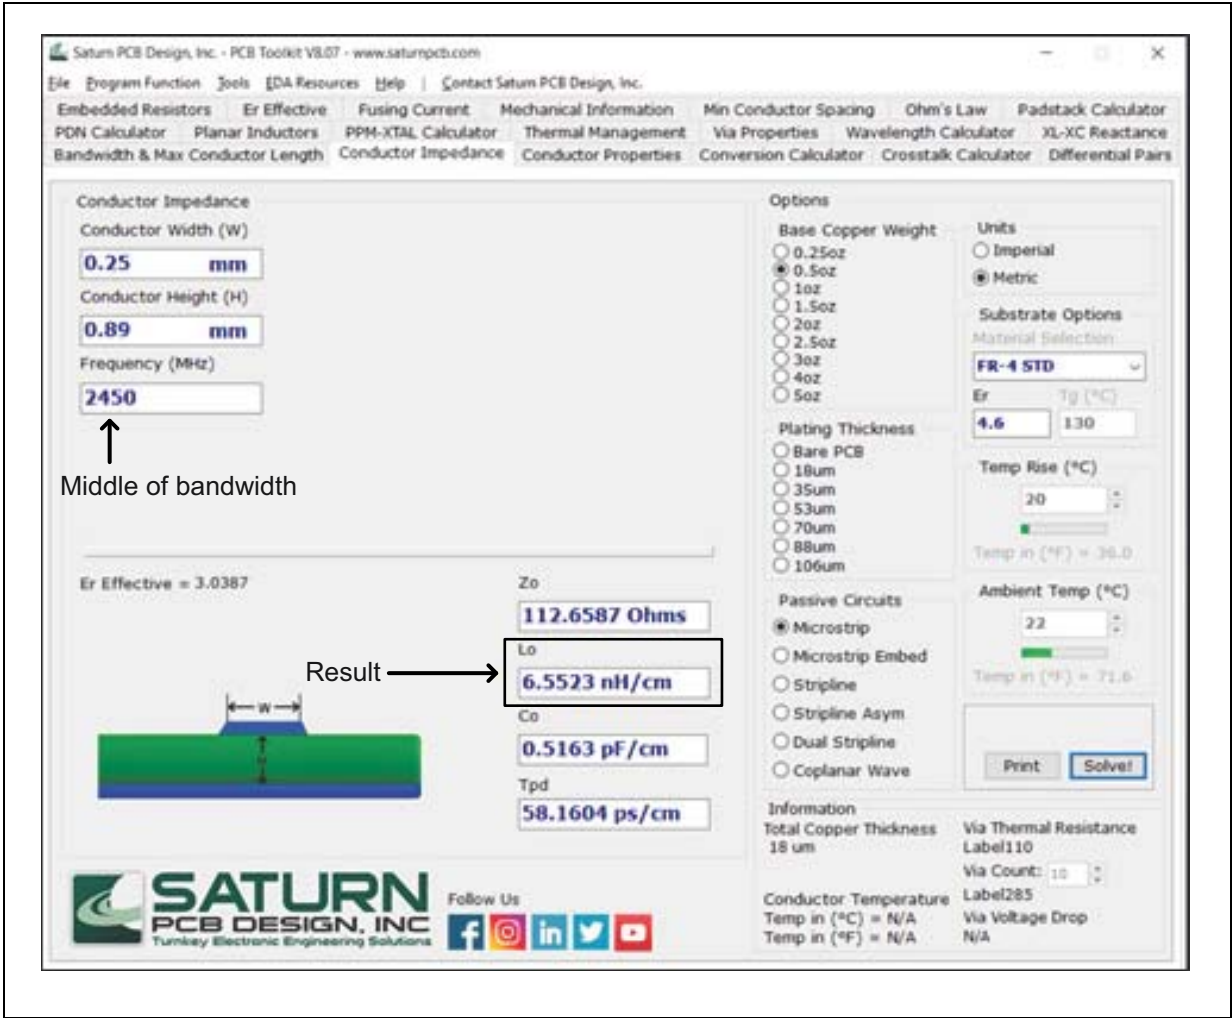 Saturn PCB Design, Inc. - PCB Toolkit V8.07 - www.saturnpcb.com
File Program Function Tools EDA Resources Help | Contact Saturn PCB Design, Inc.
Embedded Resistors Er Effective Fusing Current Mechanical Information Min Conductor Spacing Ohm's Law Padstack Calculator
PDN Calculator Planar Inductors PPM-XTAL Calculator Thermal Management Via Properties Wavelength Calculator XL-XC Reactance
Bandwidth & Max Conductor Length Conductor Impedance Conductor Properties Conversion Calculator Crosstalk Calculator Differential Pairs
Conductor Impedance
Conductor Width (W)
0.25 mm
Conductor Height (H)
0.89 mm
Frequency (MHz)
2450
Middle of bandwidth
Er Effective = 3.0387
W
H
Result
Zo
112.6587 Ohms
Lo
6.5523 nH/cm
Co
0.5163 pF/cm
Tpd
58.1604 ps/cm
Options
Base Copper Weight
0.25oz
0.5oz
1oz
1.5oz
2oz
2.5oz
3oz
4oz
5oz
Plating Thickness
Bare PCB
18um
35um
53um
70um
88um
106um
Passive Circuits
Microstrip
Microstrip Embed
Stripline
Stripline Asym
Dual Stripline
Coplanar Wave
Units
Imperial
Metric
Substrate Options
Material Selection
FR-4 STD
Er Tg (°C)
4.6 130
Temp Rise (°C)
20
Temp in (°F) = 36.0
Ambient Temp (°C)
22
Temp in (°F) = 71.6
Print Solve!
Information
Total Copper Thickness
18 um
Conductor Temperature
Temp in (°C) = N/A
Temp in (°F) = N/A
Via Thermal Resistance
Label110
Via Count: 10
Label285
Via Voltage Drop
N/A
SATURN
PCB DESIGN, INC
Turnkey Electronic Engineering Solutions
Follow Us